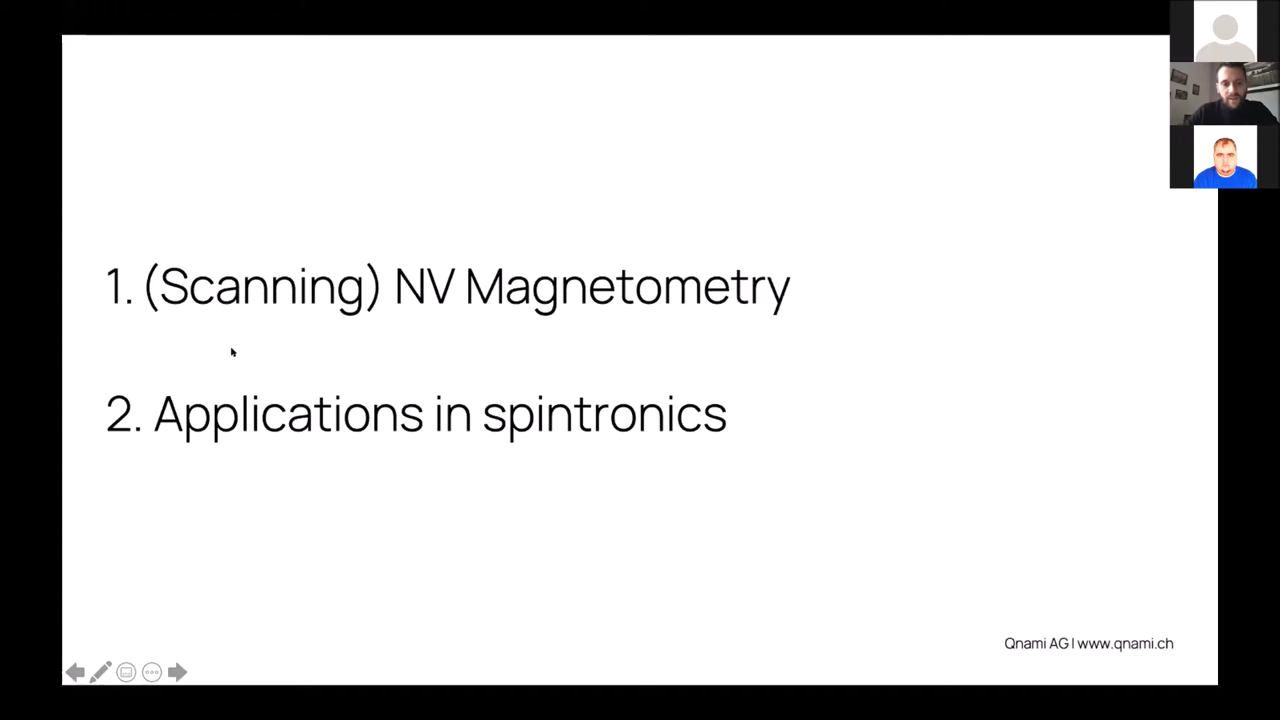 1. (Scanning) NV Magnetometry
2. Applications in spintronics
Qnami AG | www.qnami.ch